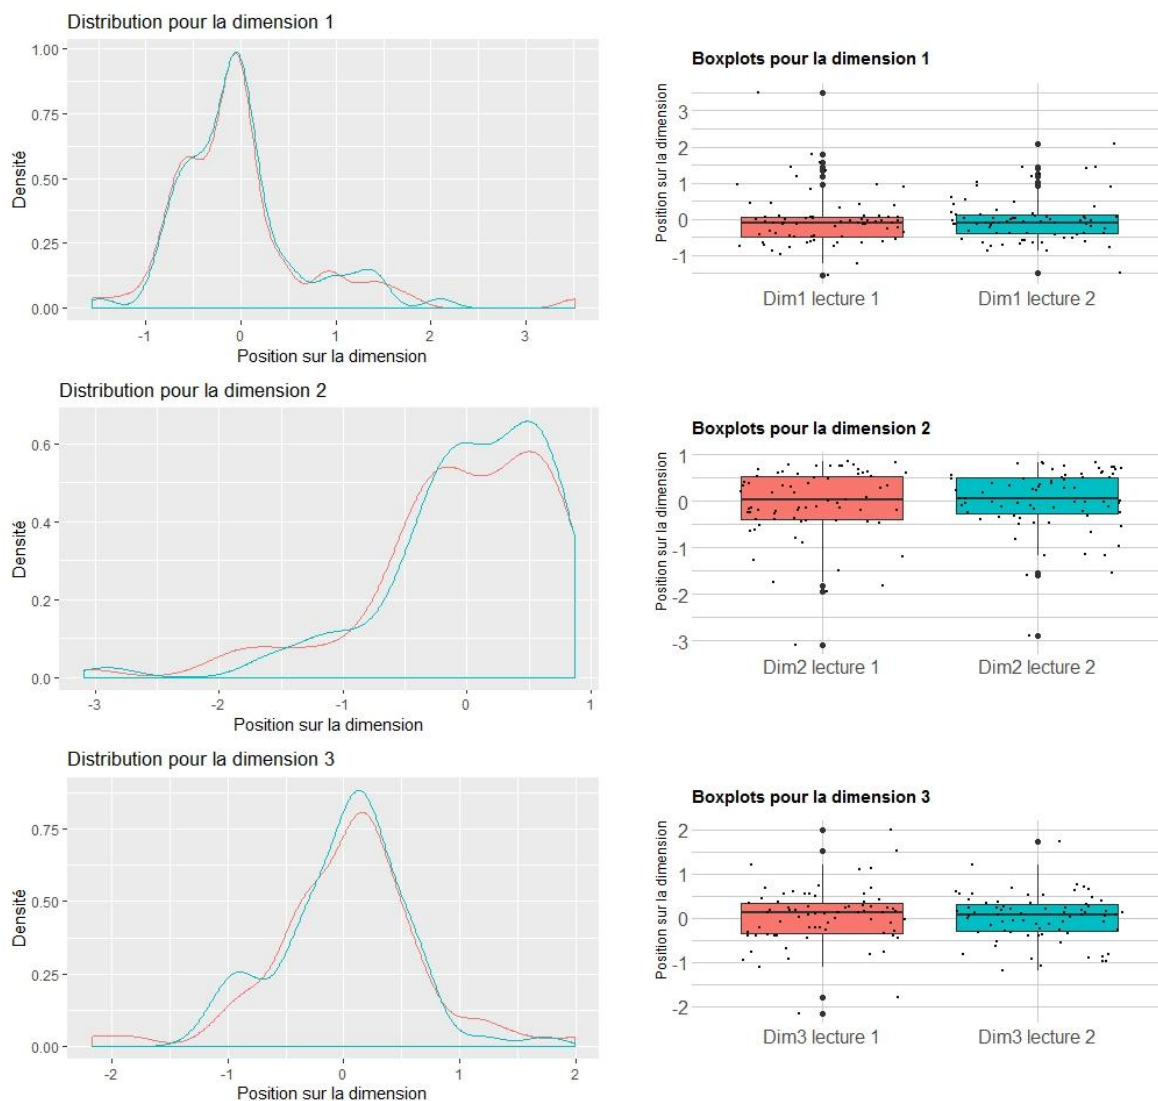 Distribution pour la dimension 1
1.00
0.75
0.50
0.25
0.00
Densité
-1 0 1 2 3
Position sur la dimension
Boxplots pour la dimension 1
3
2
1
0
-1
Position sur la dimension
Dim1 lecture 1 Dim1 lecture 2
Distribution pour la dimension 2
0.6
0.4
0.2
0.0
Densité
-3 -2 -1 0 1
Position sur la dimension
Boxplots pour la dimension 2
1
0
-1
-2
-3
Position sur la dimension
Dim2 lecture 1 Dim2 lecture 2
Distribution pour la dimension 3
0.75
0.50
0.25
0.00
Densité
-2 -1 0 1 2
Position sur la dimension
Boxplots pour la dimension 3
2
1
0
-1
-2
Position sur la dimension
Dim3 lecture 1 Dim3 lecture 2